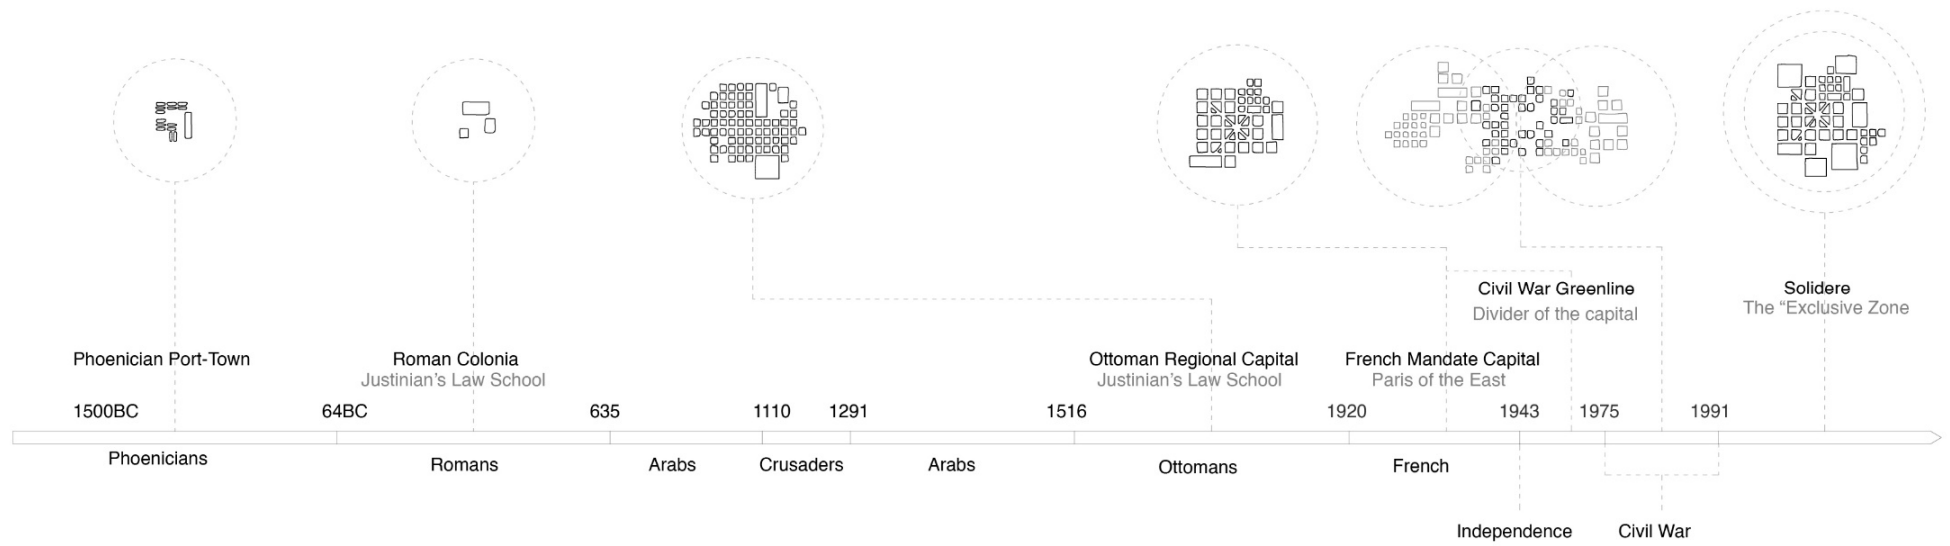 Civil War Greenline
Divider of the capital
Solidere
The “Exclusive Zone
Phoenician Port-Town
Roman Colonia
Justinian’s Law School
Ottoman Regional Capital
Justinian’s Law School
French Mandate Capital
Paris of the East
1500BC
64BC
635
1110
1291
1516
1920
1943
1975
1991
Phoenicians
Romans
Arabs
Crusaders
Arabs
Ottomans
French
Independence
Civil War